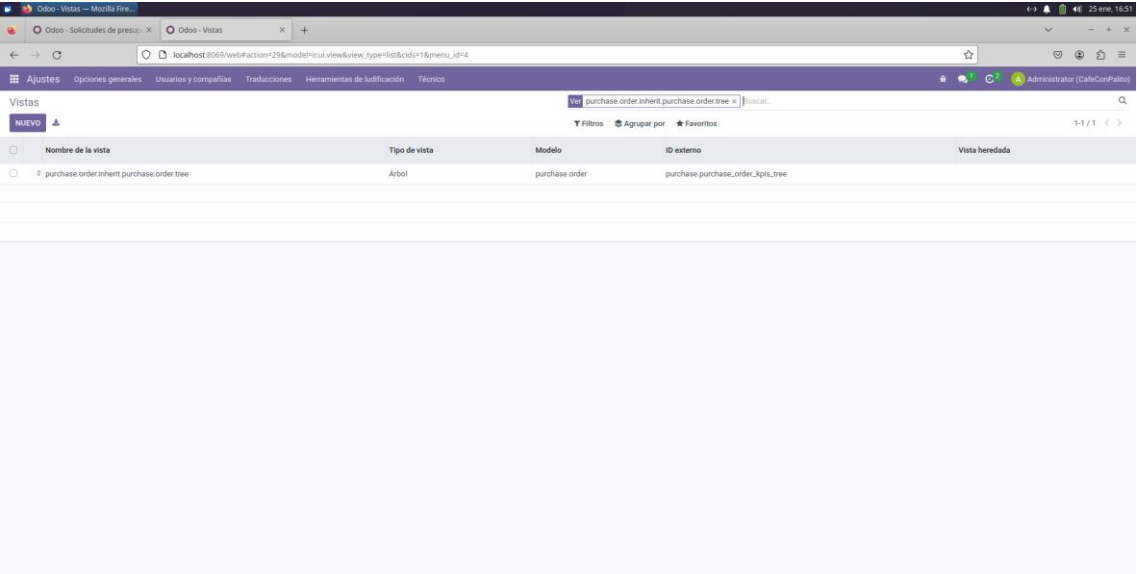 Odoo - Vistas — Mozilla Fire...
25 ene, 16:51
Odoo - Solicitudes de presup
Odoo - Vistas
localhost:8069/web#action=29&model=ir.ui.view&view_type=list&cids=1&menu_id=4
Ajustes Opciones generales Usuarios y compañías Traducciones Herramientas de ludificación Técnico 1 2 A Administrator (CafeConPalito)
Vistas
Ver purchase.order.inherit.purchase.order.tree × Buscar...
NUEVO
Filtros Agrupar por Favoritos
1-1 / 1
Nombre de la vista Tipo de vista Modelo ID externo Vista heredada
purchase.order.inherit.purchase.order.tree Árbol purchase.order purchase.purchase_order_kpis_tree